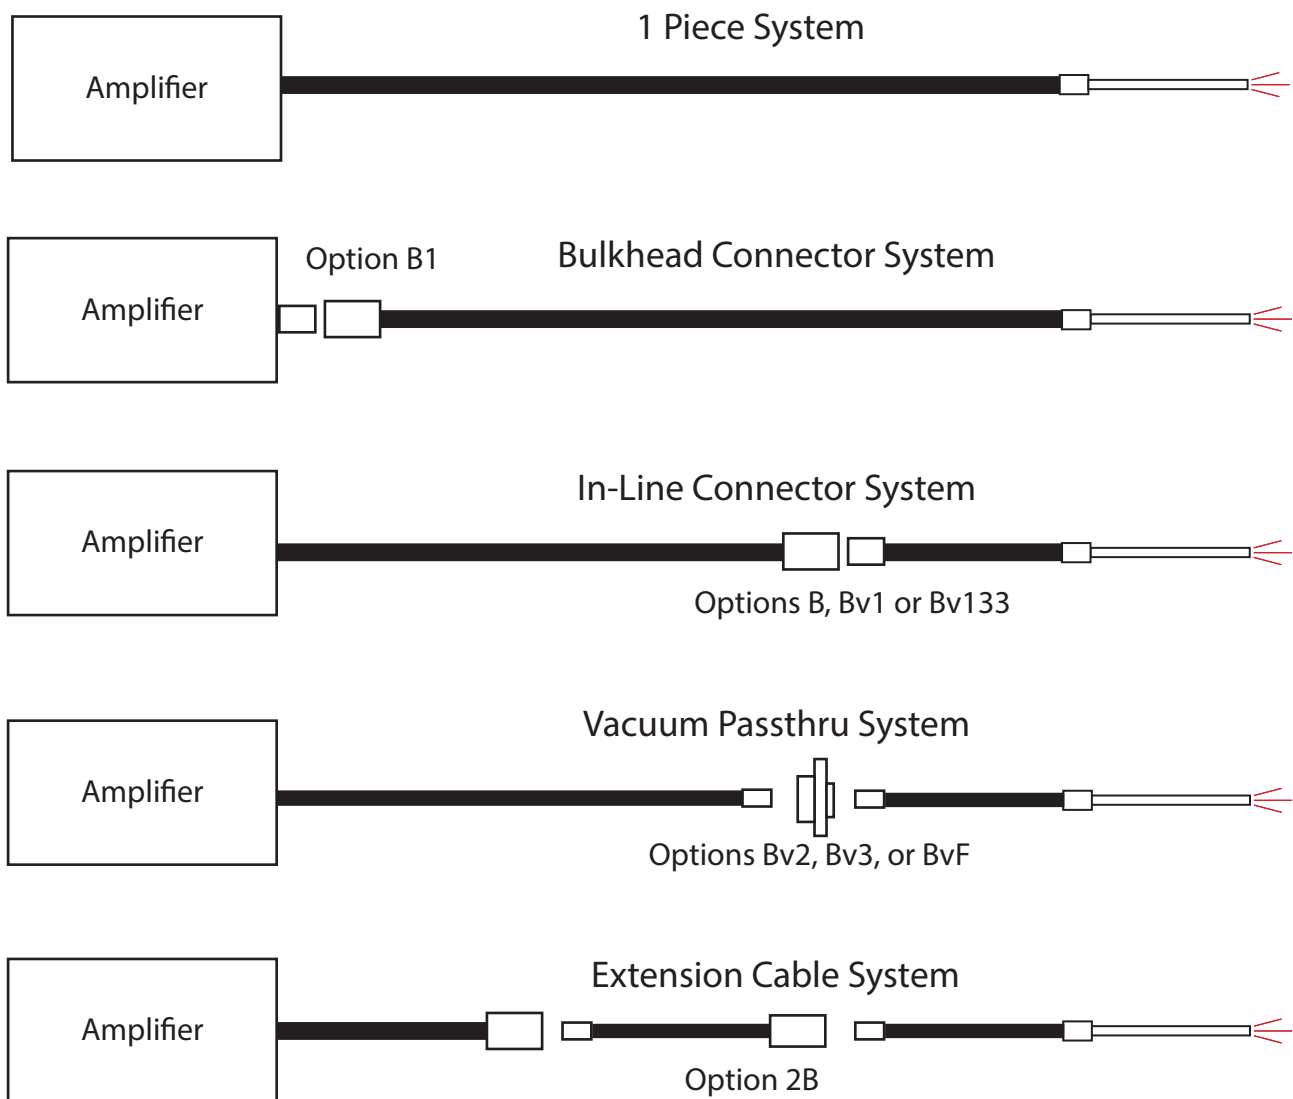 1 Piece System
Amplifier
Option B1
Bulkhead Connector System
Amplifier
In-Line Connector System
Amplifier
Options B, Bv1 or Bv133
Vacuum Passthru System
Amplifier
Options Bv2, Bv3, or BvF
Extension Cable System
Amplifier
Option 2B